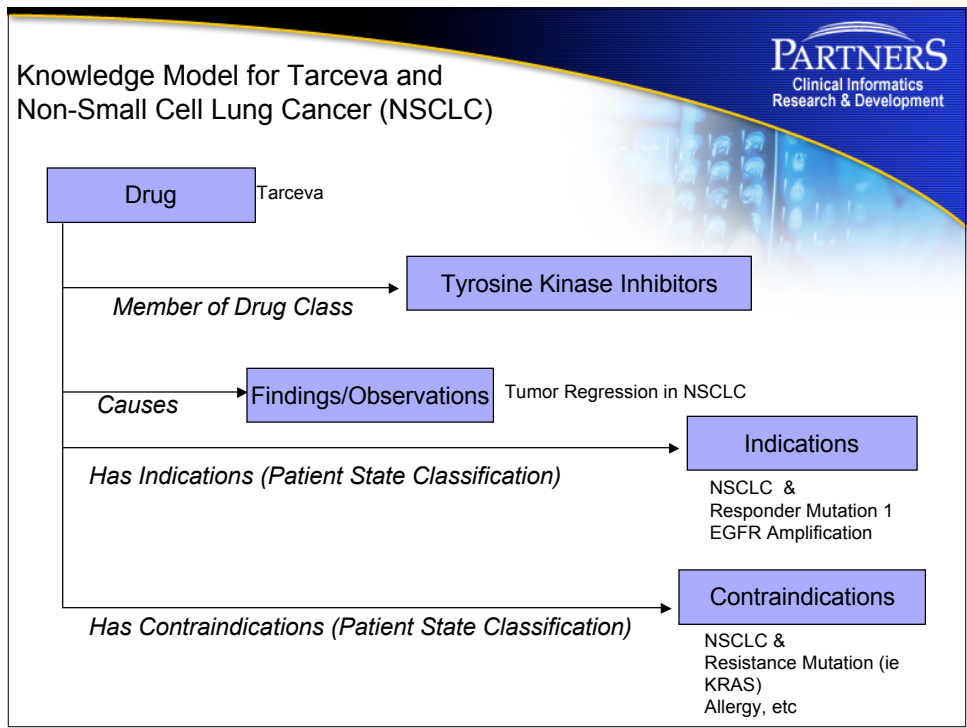 Knowledge Model for Tarceva and
Non-Small Cell Lung Cancer (NSCLC)
PARTNERS
Clinical Informatics
Research & Development
Drug
Tarceva
Tyrosine Kinase Inhibitors
Member of Drug Class
Findings/Observations
Tumor Regression in NSCLC
Causes
Indications
Has Indications (Patient State Classification)
NSCLC &
Responder Mutation 1
EGFR Amplification
Contraindications
Has Contraindications (Patient State Classification)
NSCLC &
Resistance Mutation (ie
KRAS)
Allergy, etc